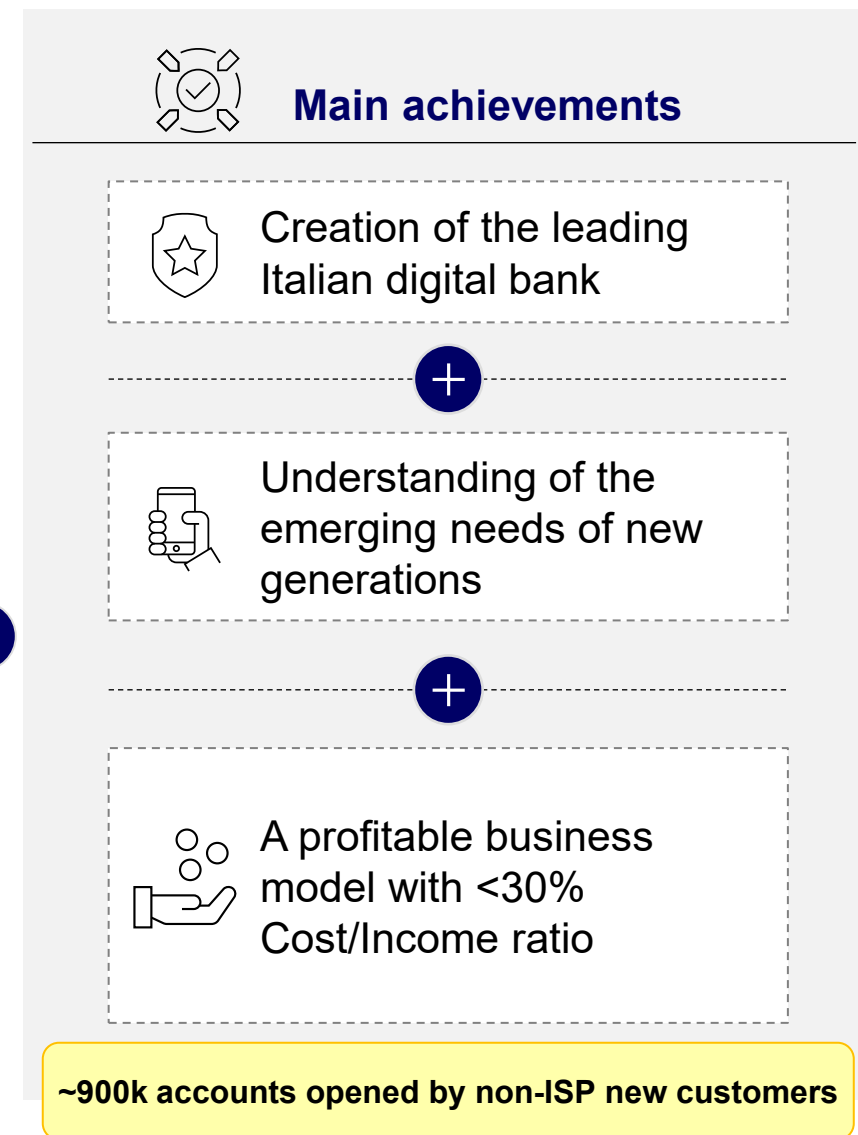 Main achievements
Creation of the leading
Italian digital bank
Understanding of the
emerging needs of new
generations
A profitable business
model with <30%
Cost/Income ratio
~900k accounts opened by non-ISP new customers